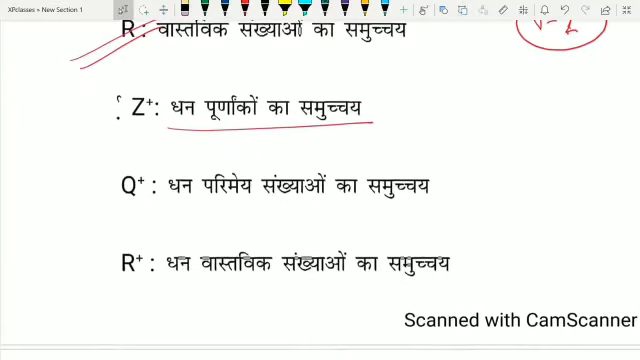 XPclasses » New Section 1
R : वास्तविक संख्याओं का समुच्चय
Z+: धन पूर्णांकों का समुच्चय
Q+ : धन परिमेय संख्याओं का समुच्चय
R+ : धन वास्तविक संख्याओं का समुच्चय
Scanned with CamScanner